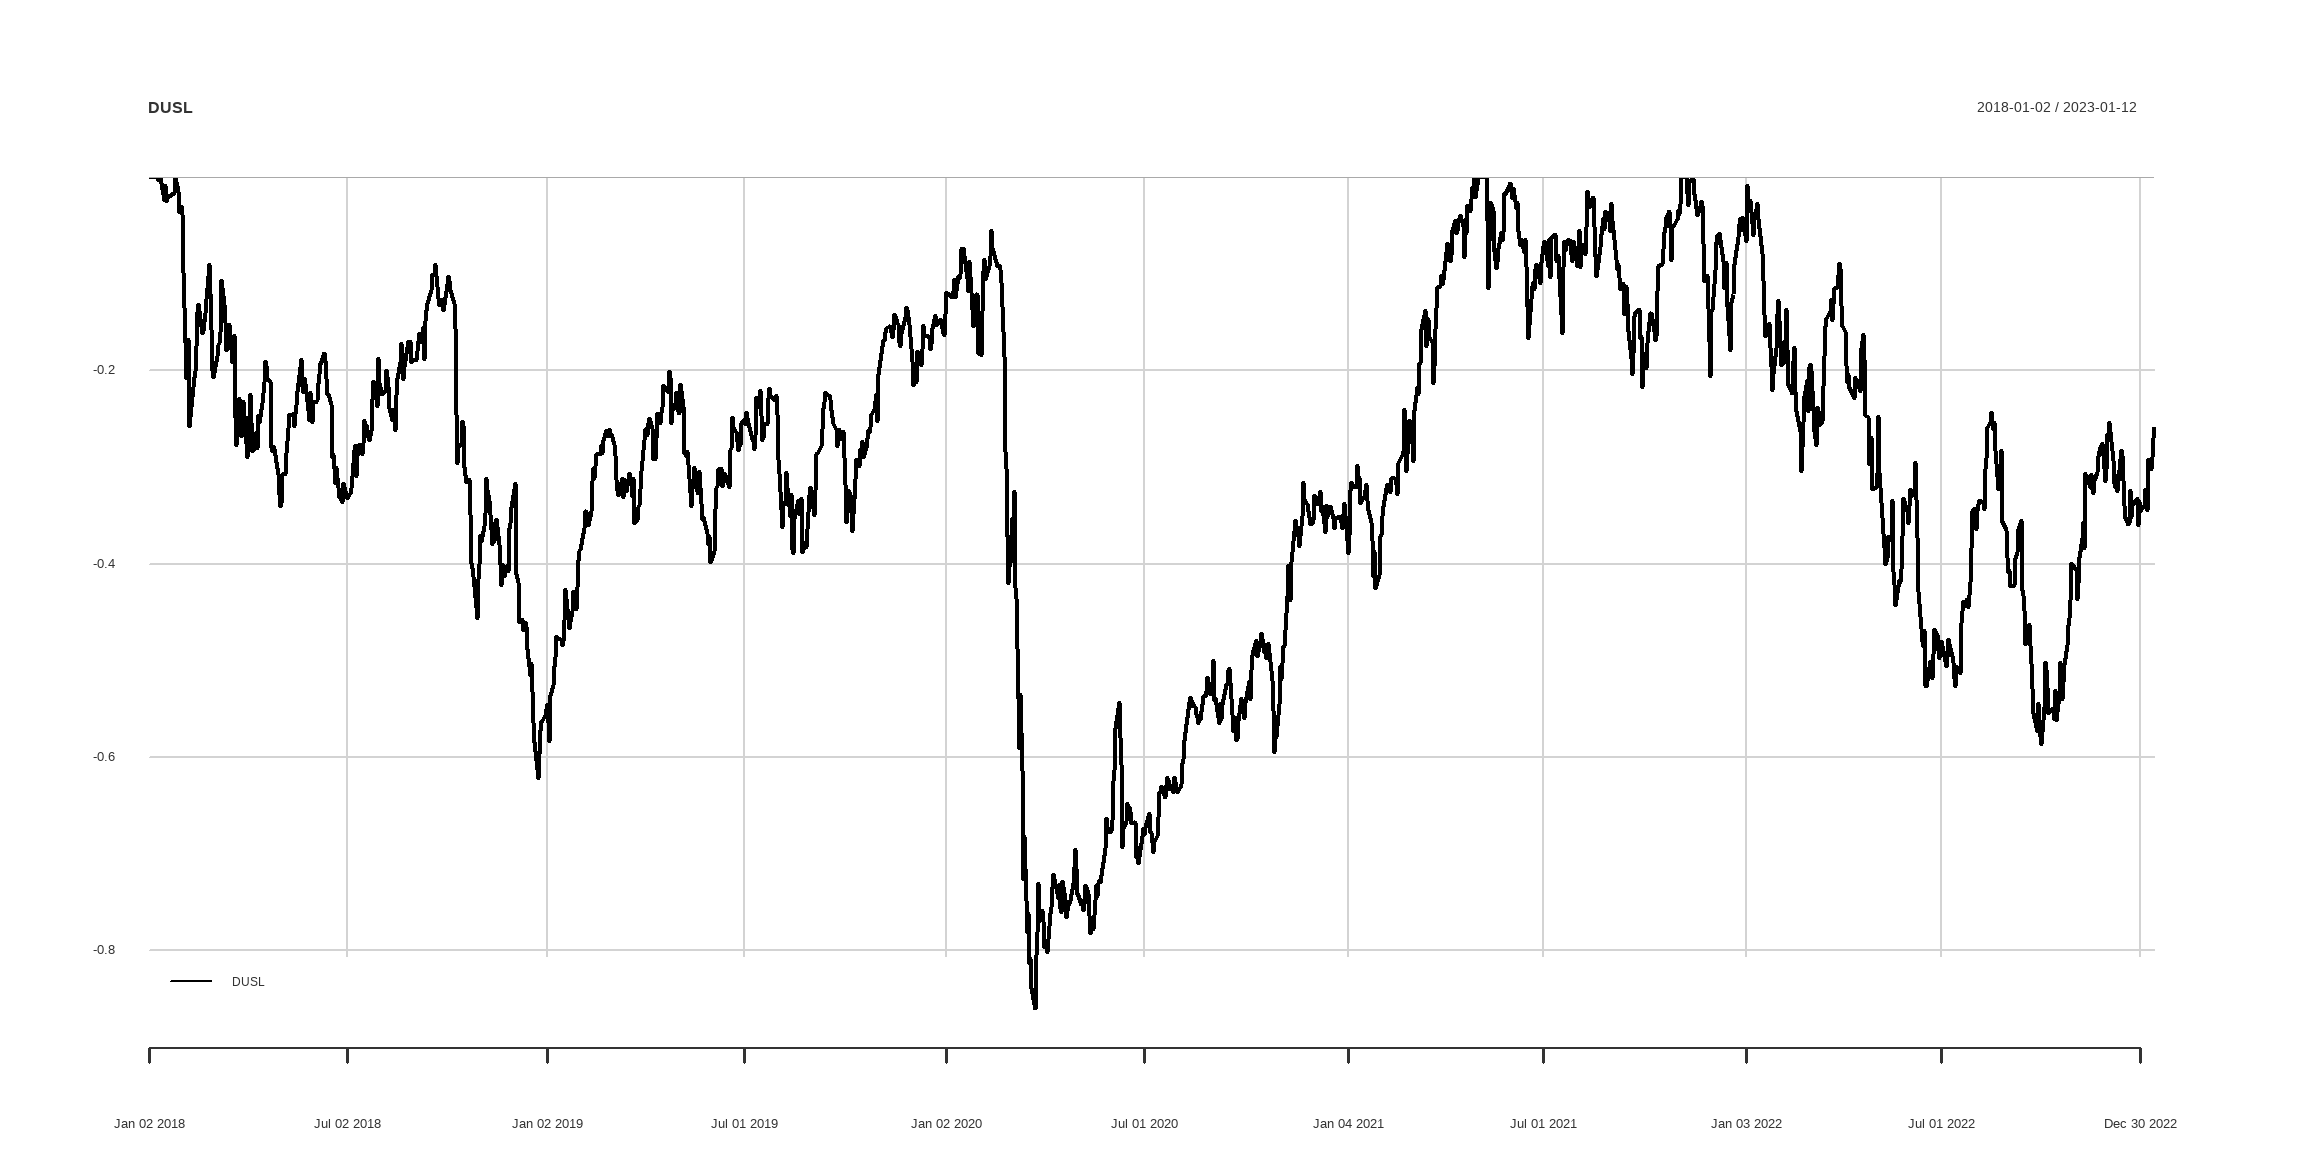 DUSL
2018-01-02 / 2023-01-12
-0.2
-0.4
-0.6
-0.8
DUSL
Jan 02 2018
Jul 02 2018
Jan 02 2019
Jul 01 2019
Jan 02 2020
Jul 01 2020
Jan 04 2021
Jul 01 2021
Jan 03 2022
Jul 01 2022
Dec 30 2022